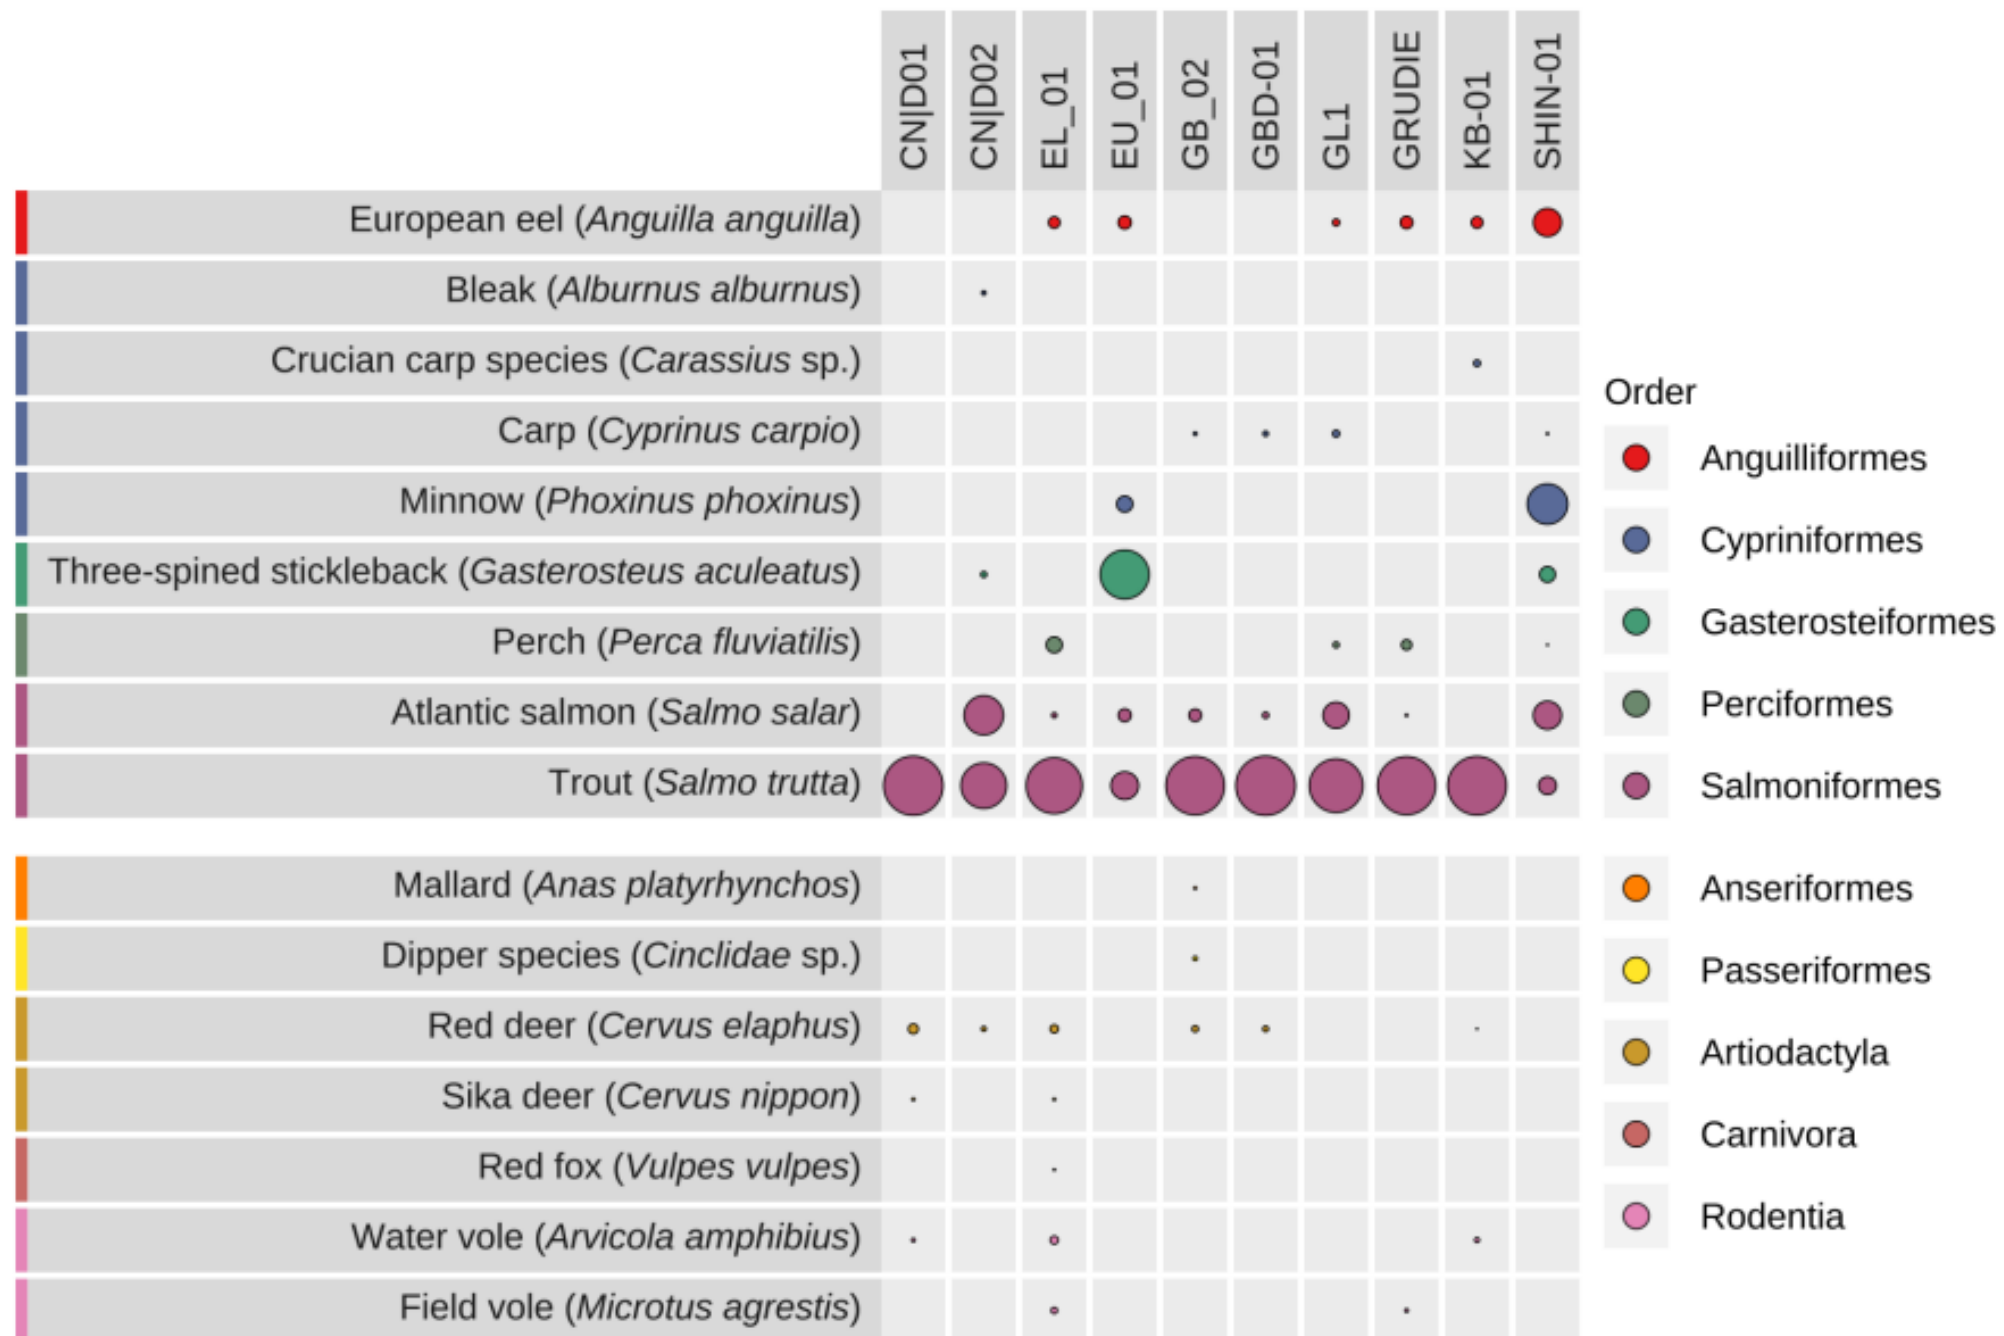 CN|D01
CN|D02
EL_01
EU_01
GB_02
GBD-01
GL1
GRUDIE
KB-01
SHIN-01
European eel (Anguilla anguilla)
Bleak (Alburnus alburnus)
Crucian carp species (Carassius sp.)
Carp (Cyprinus carpio)
Minnow (Phoxinus phoxinus)
Three-spined stickleback (Gasterosteus aculeatus)
Perch (Perca fluviatilis)
Atlantic salmon (Salmo salar)
Trout (Salmo trutta)
Mallard (Anas platyrhynchos)
Dipper species (Cinclidae sp.)
Red deer (Cervus elaphus)
Sika deer (Cervus nippon)
Red fox (Vulpes vulpes)
Water vole (Arvicola amphibius)
Field vole (Microtus agrestis)
Order
Anguilliformes
Cypriniformes
Gasterosteiformes
Perciformes
Salmoniformes
Anseriformes
Passeriformes
Artiodactyla
Carnivora
Rodentia